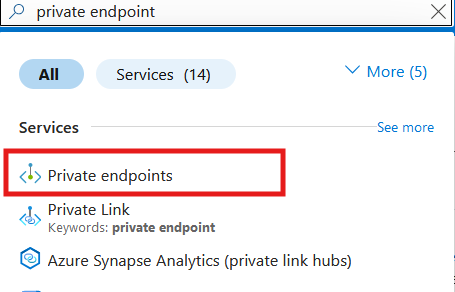 private endpoint
All Services (14) More (5)
Services See more
Private endpoints
Private Link
Keywords: private endpoint
Azure Synapse Analytics (private link hubs)